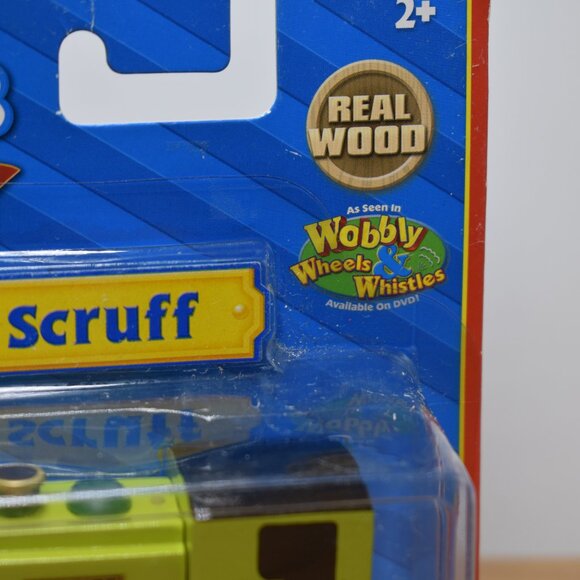 2+
REAL
WOOD
As Seen In
Wobbly
Wheels &
Whistles
Available On DVD!
Scruff